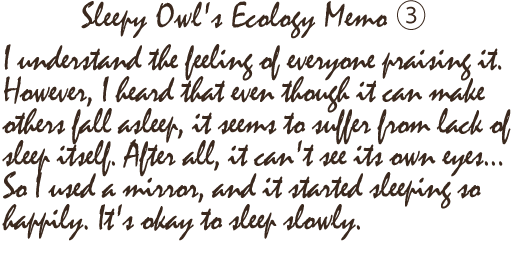 Sleepy Owl's Ecology Memo ③
I understand the feeling of everyone praising it.
However, I heard that even though it can make
others fall asleep, it seems to suffer from lack of
sleep itself. After all, it can't see its own eyes...
So I used a mirror, and it started sleeping so
happily. It's okay to sleep slowly.